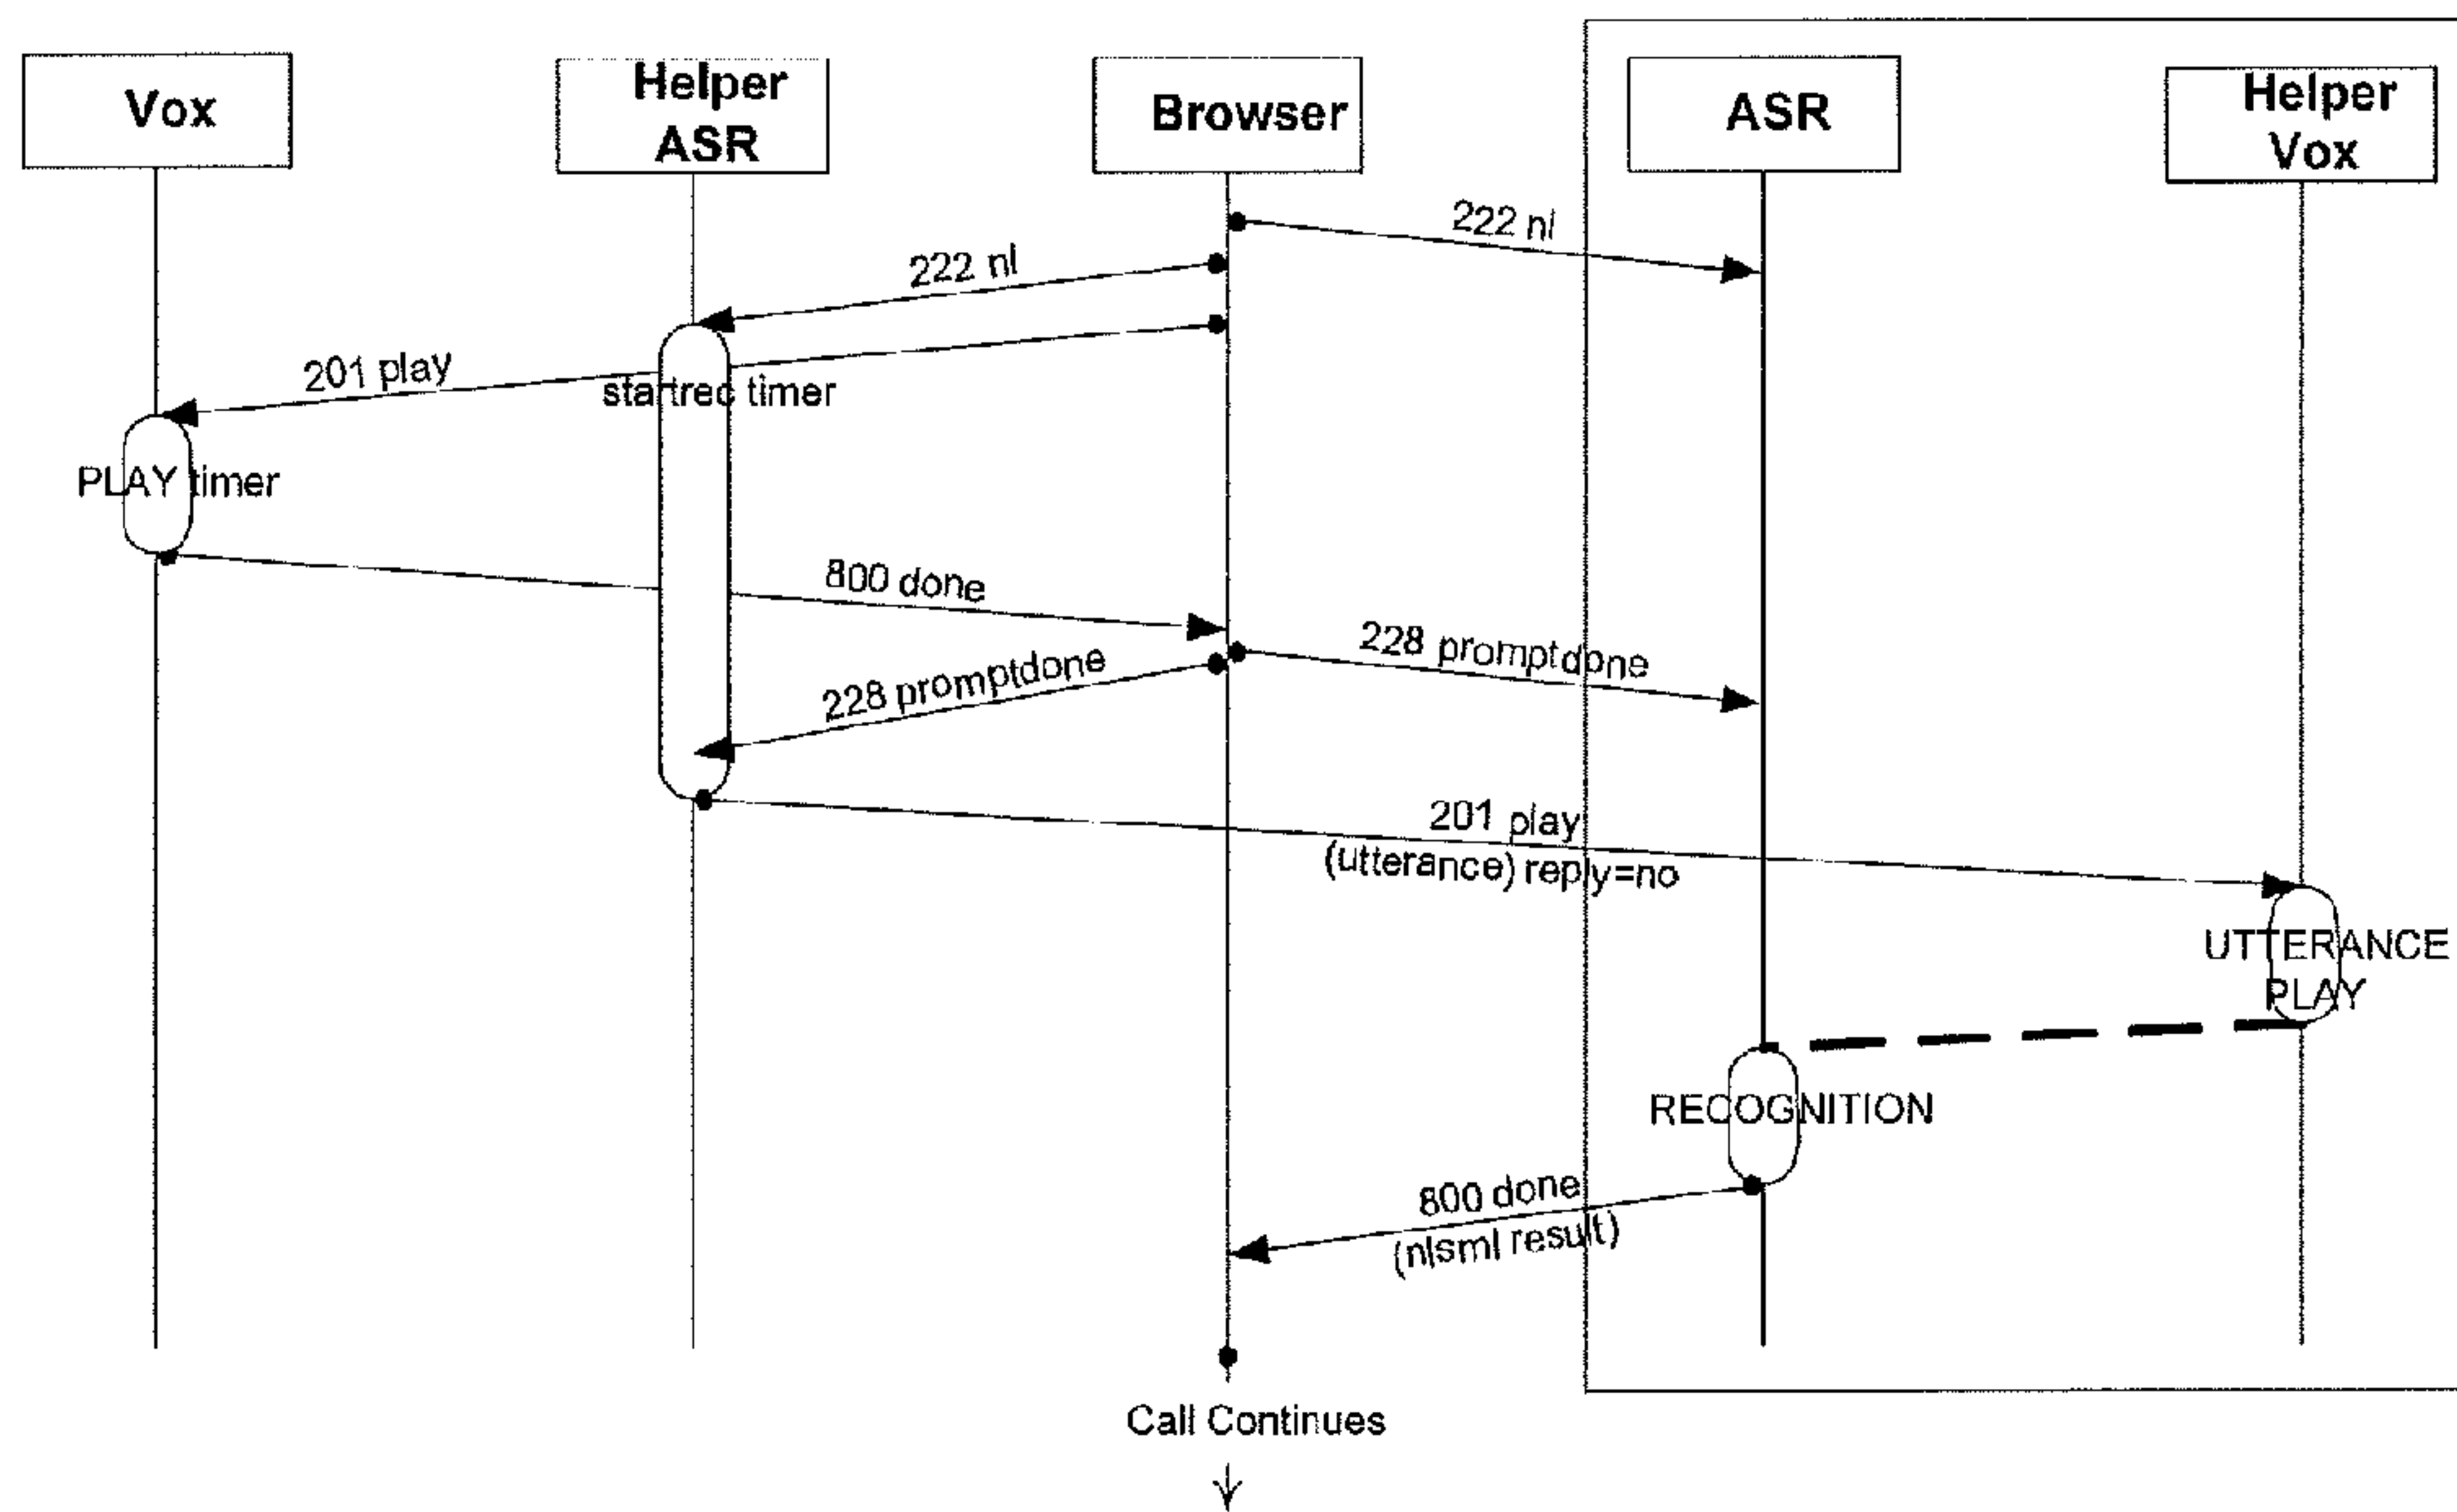 Vox
Helper
ASR
Browser
ASR
Helper
Vox
222 nl
222 nl
201 play
startrec timer
PLAY timer
800 done
228 promptdone
228 promptdone
201 play
(utterance) reply=no
UTTERANCE
PLAY
RECOGNITION
800 done
(nlsml result)
Call Continues